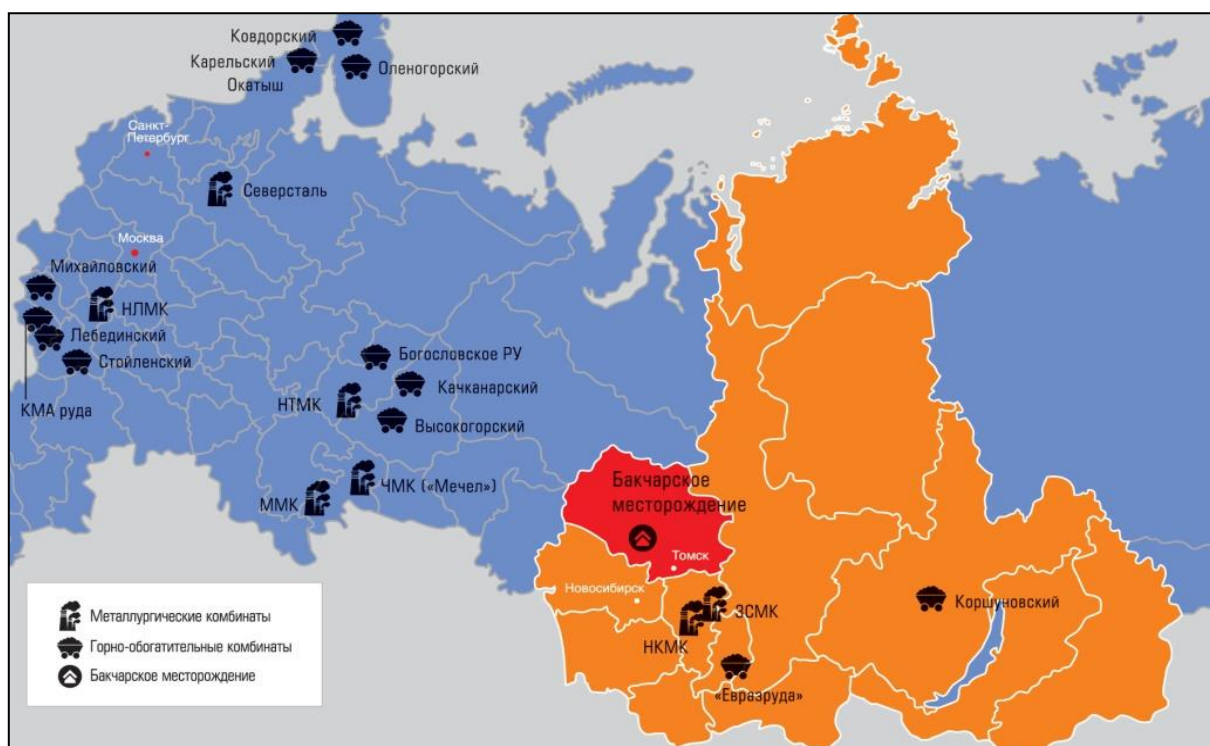 Ковдорский
Карельский
Окатыш
Оленогорский
Санкт-
Петербург
Северсталь
Москва
Михайловский
НЛМК
Лебединский
Стойленский
КМА руда
Богословское РУ
Качканарский
НТМК
Высокогорский
ЧМК («Мечел»)
ММК
Бакчарское
месторождение
Томск
Новосибирск
ЗСМК
НКМК
«Евразруда»
Коршуновский
Металлургические комбинаты
Горно-обогатительные комбинаты
Бакчарское месторождение